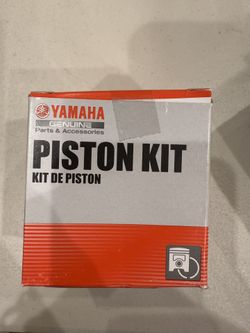 YAMAHA
GENUINE
Parts & Accessories
PISTON KIT
KIT DE PISTON